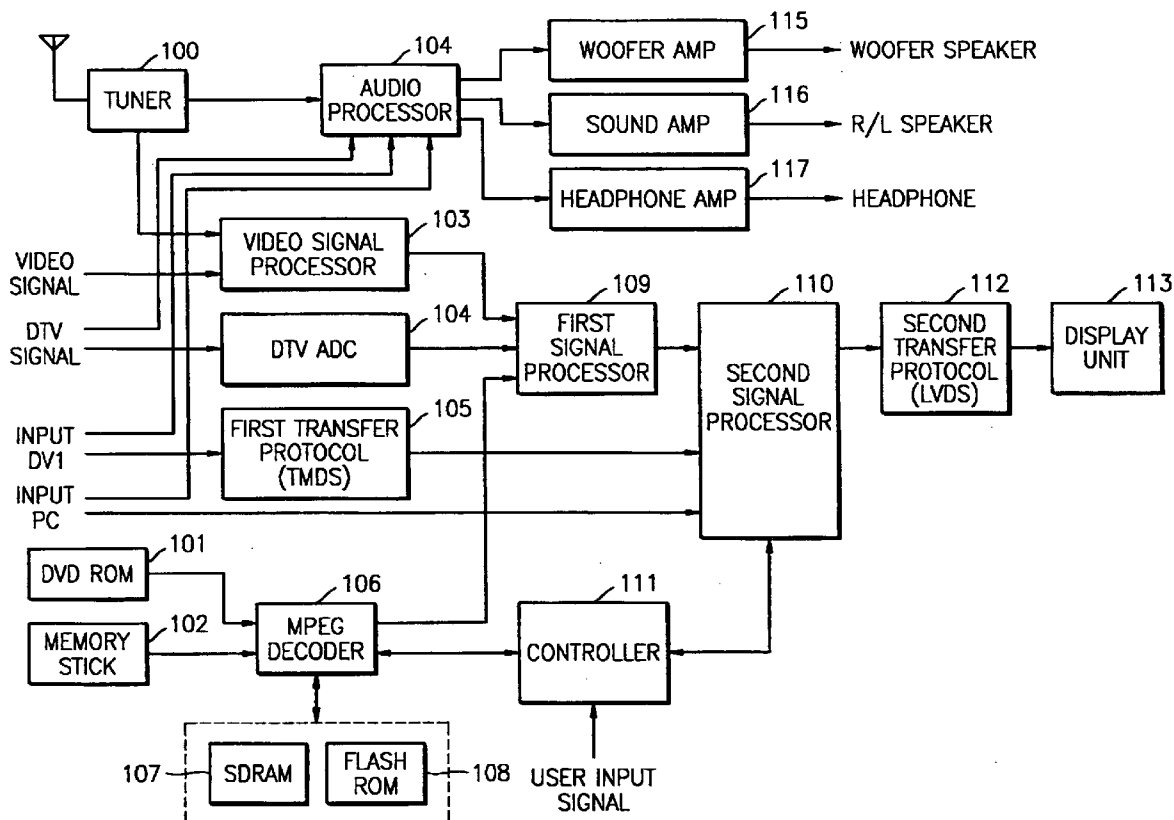 100
TUNER
104
AUDIO
PROCESSOR
115
WOOFER AMP
WOOFER SPEAKER
116
SOUND AMP
R/L SPEAKER
117
HEADPHONE AMP
HEADPHONE
VIDEO
SIGNAL
103
VIDEO SIGNAL
PROCESSOR
DTV
SIGNAL
104
DTV ADC
109
FIRST
SIGNAL
PROCESSOR
110
SECOND
SIGNAL
PROCESSOR
112
SECOND
TRANSFER
PROTOCOL
(LVDS)
113
DISPLAY
UNIT
INPUT
DV1
105
FIRST TRANSFER
PROTOCOL
(TMDS)
INPUT
PC
101
DVD ROM
102
MEMORY
STICK
106
MPEG
DECODER
111
CONTROLLER
107
SDRAM
FLASH
ROM
108
USER INPUT
SIGNAL